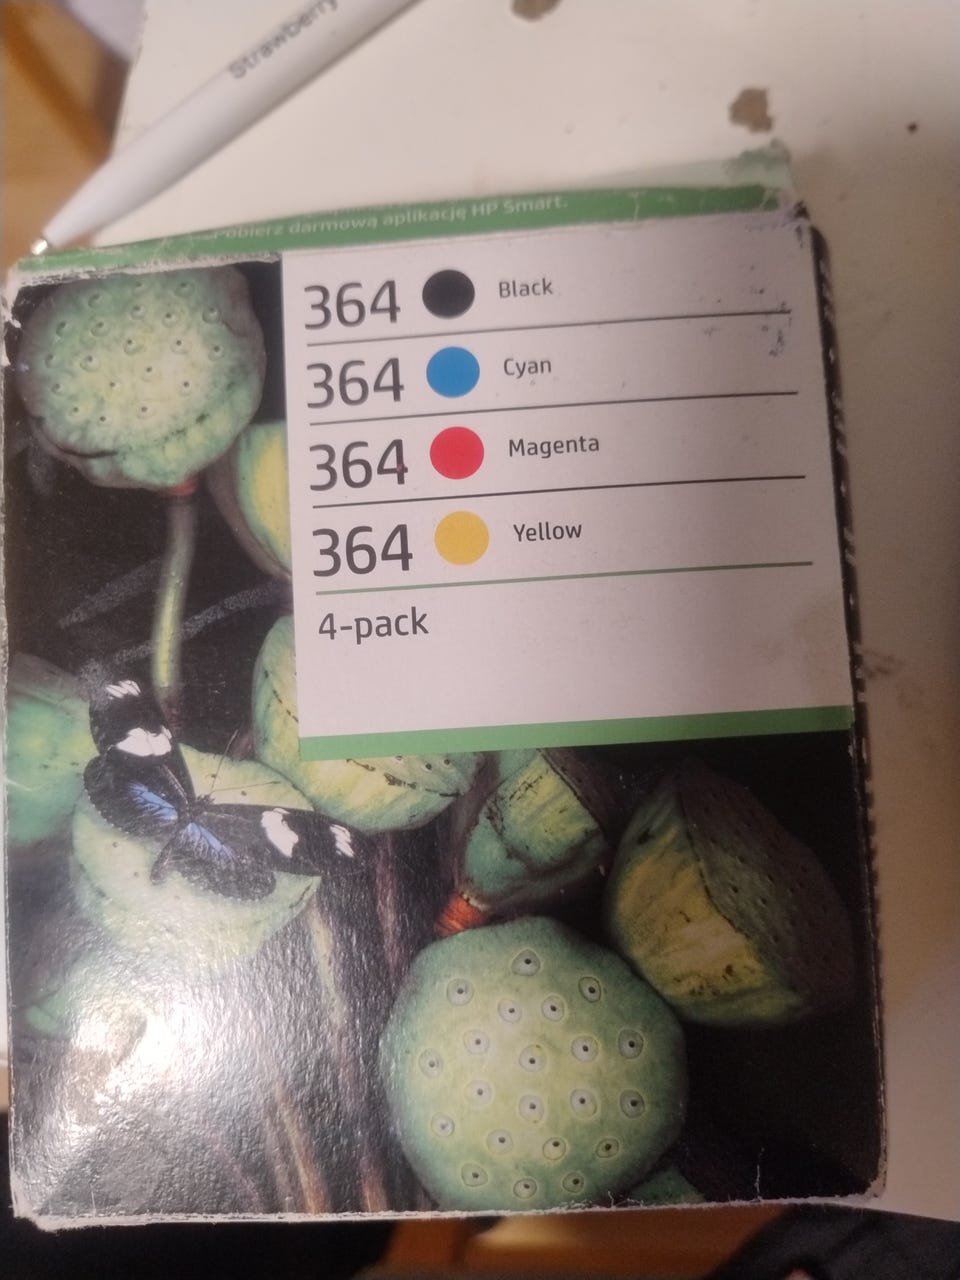 Strawberry
Pobierz darmową aplikację HP Smart.
364 Black
364 Cyan
364 Magenta
364 Yellow
4-pack